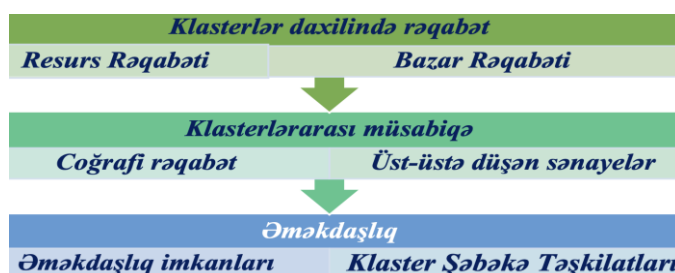 Klasterlər daxilində rəqabət
Resurs Rəqabəti Bazar Rəqabəti
Klasterlərarası müsabiqə
Coğrafi rəqabət Üst-üstə düşən sənayelər
Əməkdaşlıq
Əməkdaşlıq imkanları Klaster Şəbəkə Təşkilatları